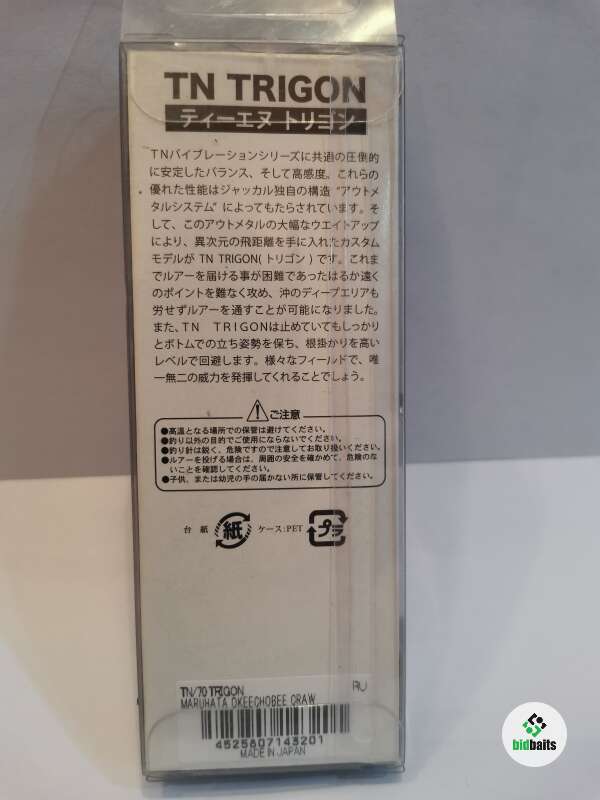 TN TRIGON
ティーエヌ トリゴン
TNバイブレーションシリーズに共通の圧倒的
に安定したバランス、そして高感度。これらの
優れた性能はジャッカル独自の構造 “アウトメ
タルシステム” によってもたらされています。そ
して、このアウトメタルの大幅なウエイトアップ
により、異次元の飛距離を手に入れたカスタム
モデルが TN TRIGON(トリゴン)です。これま
でルアーを届ける事が困難であったはるか遠く
のポイントを難なく攻め、沖のディープエリアも
労せずルアーを通すことが可能になりました。
また、TN TRIGONは止めていてもしっかり
とボトムでの立ち姿勢を保ち、根掛かりを高い
レベルで回避します。様々なフィールドで、唯
一無二の威力を発揮してくれることでしょう。
ご注意
●高温となる場所での保管は避けてください。
●釣り以外の目的でご使用にならないでください。
●釣り針は鋭く、危険ですので注意してお取り扱いください。
●ルアーを投げる場合は、周囲の安全を確かめて、危険のな
いことを確認してください。
●子供、または幼児の手の届かない所に保管してください。
台 紙 紙 ケース:PET プラ
TN/70 TRIGON RU
MARUHATA OKEECHOBEE CRAW
4525807143201
MADE IN JAPAN
bidbaits